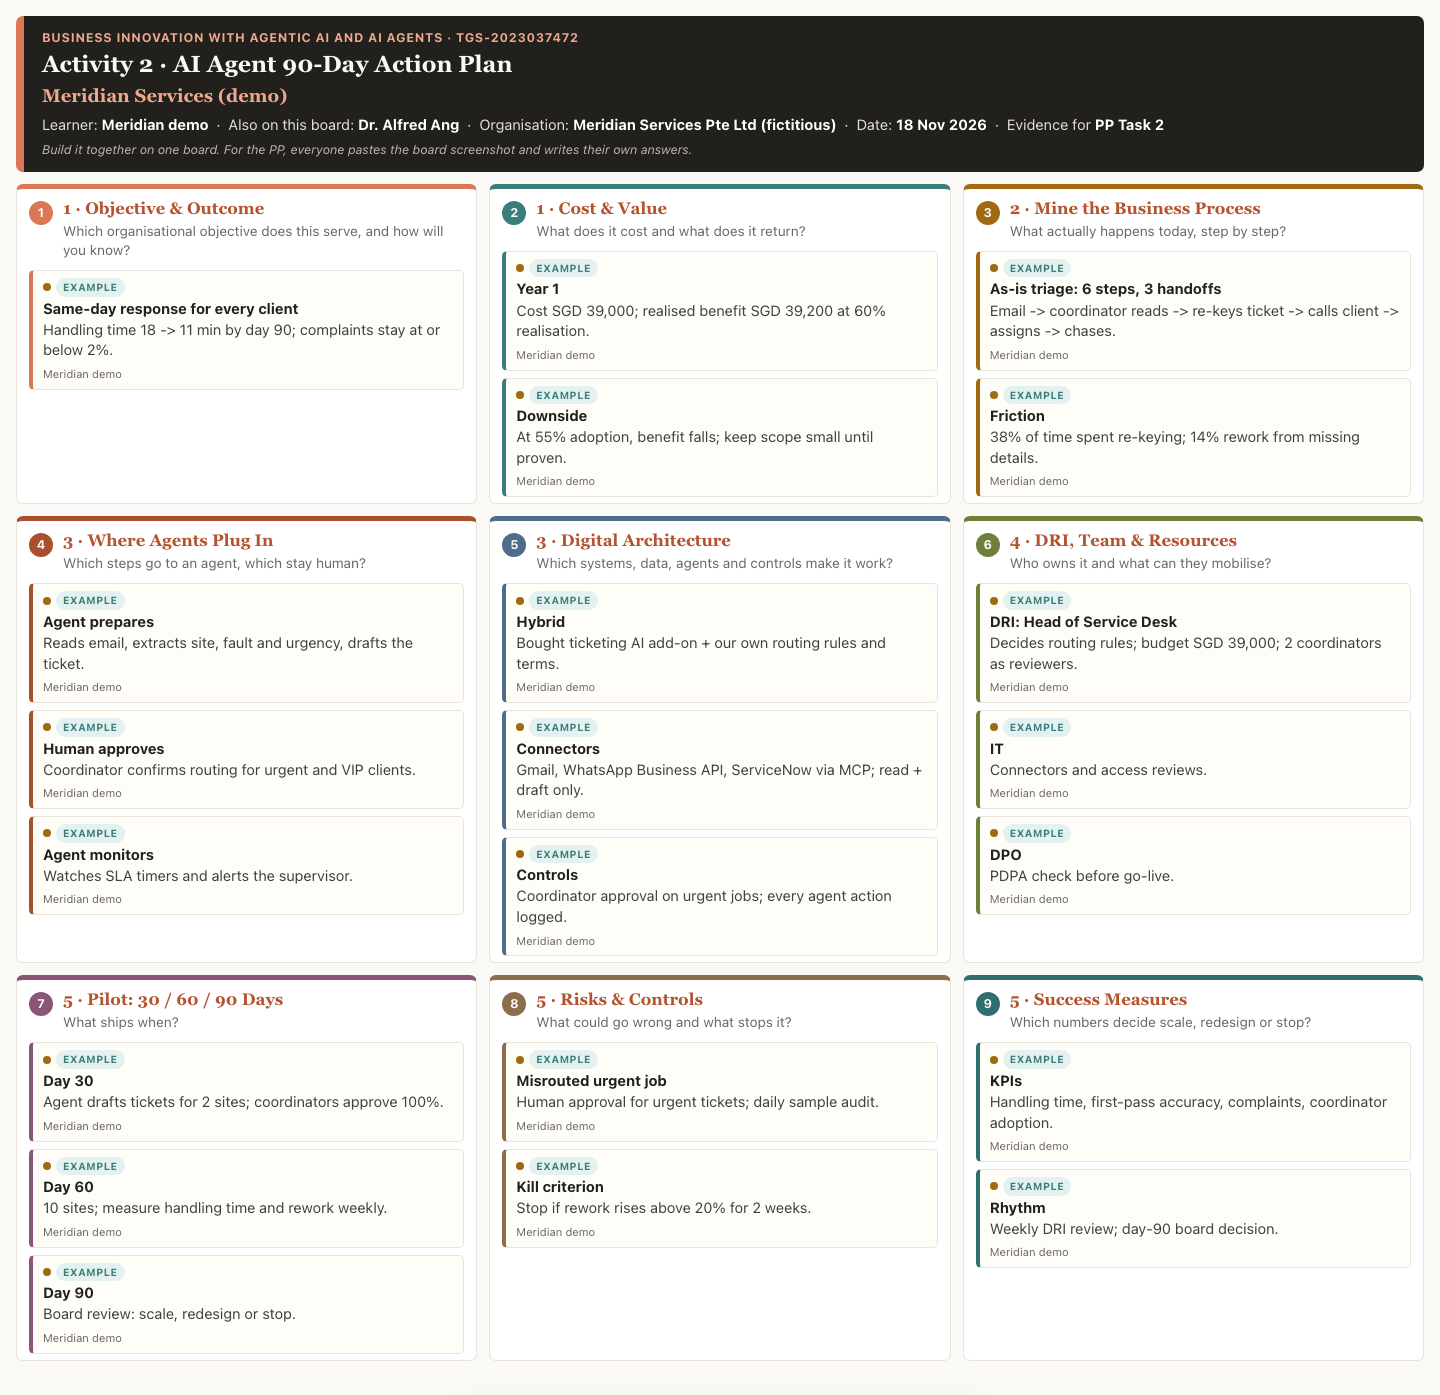 BUSINESS INNOVATION WITH AGENTIC AI AND AI AGENTS · TGS-2023037472
Activity 2 · AI Agent 90-Day Action Plan
Meridian Services (demo)
Learner: Meridian demo · Also on this board: Dr. Alfred Ang · Organisation: Meridian Services Pte Ltd (fictitious) · Date: 18 Nov 2026 · Evidence for PP Task 2
Build it together on one board. For the PP, everyone pastes the board screenshot and writes their own answers.
1
1 · Objective & Outcome
Which organisational objective does this serve, and how will
you know?
EXAMPLE
Same-day response for every client
Handling time 18 -> 11 min by day 90; complaints stay at or
below 2%.
Meridian demo
2
1 · Cost & Value
What does it cost and what does it return?
EXAMPLE
Year 1
Cost SGD 39,000; realised benefit SGD 39,200 at 60%
realisation.
Meridian demo
EXAMPLE
Downside
At 55% adoption, benefit falls; keep scope small until
proven.
Meridian demo
3
2 · Mine the Business Process
What actually happens today, step by step?
EXAMPLE
As-is triage: 6 steps, 3 handoffs
Email -> coordinator reads -> re-keys ticket -> calls client ->
assigns -> chases.
Meridian demo
EXAMPLE
Friction
38% of time spent re-keying; 14% rework from missing
details.
Meridian demo
4
3 · Where Agents Plug In
Which steps go to an agent, which stay human?
EXAMPLE
Agent prepares
Reads email, extracts site, fault and urgency, drafts the
ticket.
Meridian demo
EXAMPLE
Human approves
Coordinator confirms routing for urgent and VIP clients.
Meridian demo
EXAMPLE
Agent monitors
Watches SLA timers and alerts the supervisor.
Meridian demo
5
3 · Digital Architecture
Which systems, data, agents and controls make it work?
EXAMPLE
Hybrid
Bought ticketing AI add-on + our own routing rules and
terms.
Meridian demo
EXAMPLE
Connectors
Gmail, WhatsApp Business API, ServiceNow via MCP; read +
draft only.
Meridian demo
EXAMPLE
Controls
Coordinator approval on urgent jobs; every agent action
logged.
Meridian demo
6
4 · DRI, Team & Resources
Who owns it and what can they mobilise?
EXAMPLE
DRI: Head of Service Desk
Decides routing rules; budget SGD 39,000; 2 coordinators
as reviewers.
Meridian demo
EXAMPLE
IT
Connectors and access reviews.
Meridian demo
EXAMPLE
DPO
PDPA check before go-live.
Meridian demo
7
5 · Pilot: 30 / 60 / 90 Days
What ships when?
EXAMPLE
Day 30
Agent drafts tickets for 2 sites; coordinators approve 100%.
Meridian demo
EXAMPLE
Day 60
10 sites; measure handling time and rework weekly.
Meridian demo
EXAMPLE
Day 90
Board review: scale, redesign or stop.
Meridian demo
8
5 · Risks & Controls
What could go wrong and what stops it?
EXAMPLE
Misrouted urgent job
Human approval for urgent tickets; daily sample audit.
Meridian demo
EXAMPLE
Kill criterion
Stop if rework rises above 20% for 2 weeks.
Meridian demo
9
5 · Success Measures
Which numbers decide scale, redesign or stop?
EXAMPLE
KPIs
Handling time, first-pass accuracy, complaints, coordinator
adoption.
Meridian demo
EXAMPLE
Rhythm
Weekly DRI review; day-90 board decision.
Meridian demo